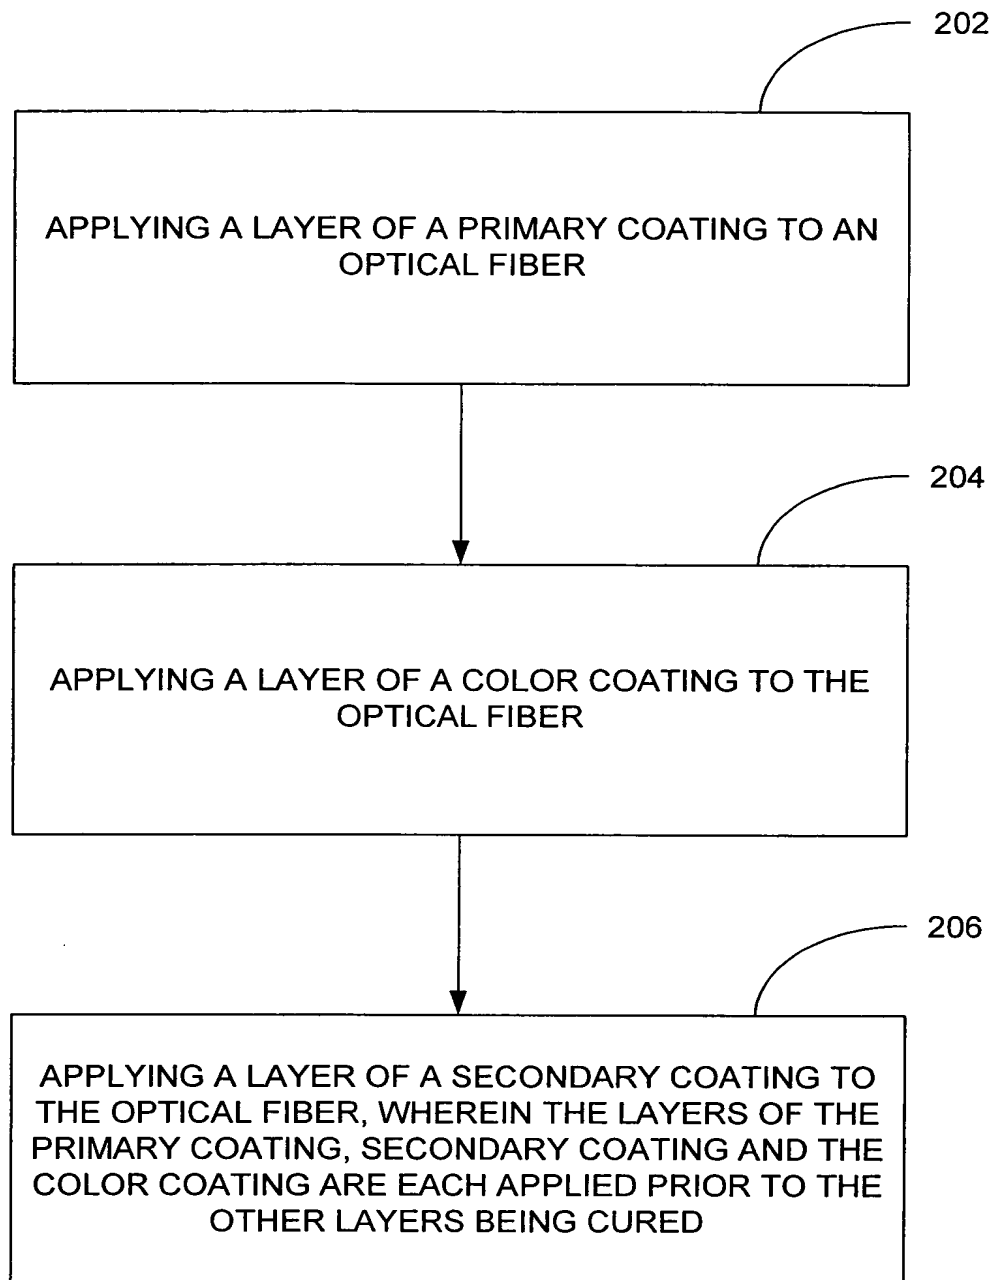 202
APPLYING A LAYER OF A PRIMARY COATING TO AN
OPTICAL FIBER
204
APPLYING A LAYER OF A COLOR COATING TO THE
OPTICAL FIBER
206
APPLYING A LAYER OF A SECONDARY COATING TO
THE OPTICAL FIBER, WHEREIN THE LAYERS OF THE
PRIMARY COATING, SECONDARY COATING AND THE
COLOR COATING ARE EACH APPLIED PRIOR TO THE
OTHER LAYERS BEING CURED